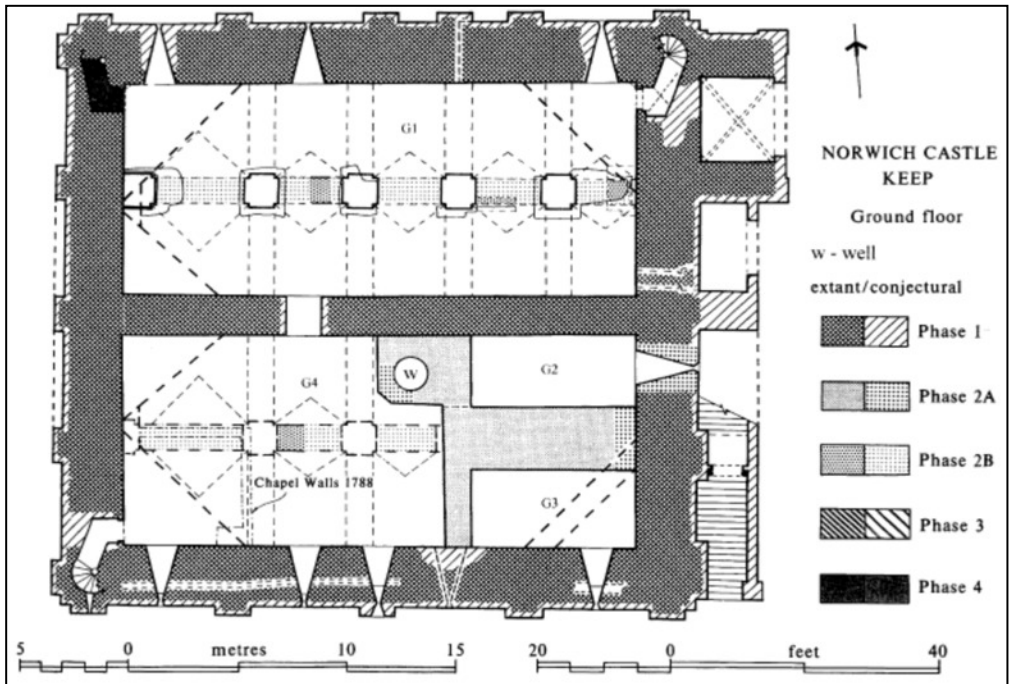 G1
NORWICH CASTLE
KEEP
Ground floor
w - well
extant/conjectural
Phase 1
W
G2
Phase 2A
G4
Phase 2B
Chapel Walls 1788
G3
Phase 3
Phase 4
5 0 metres 10 15 20 0 feet 40